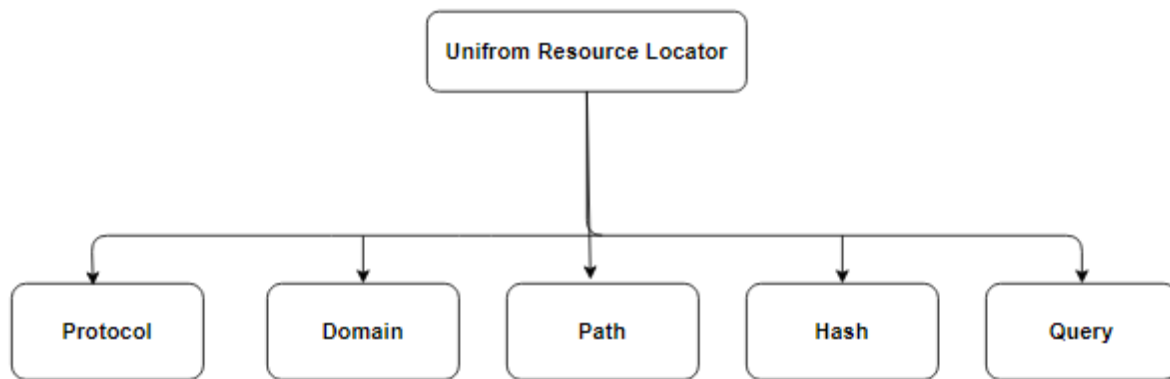 Unifrom Resource Locator
Protocol
Domain
Path
Hash
Query